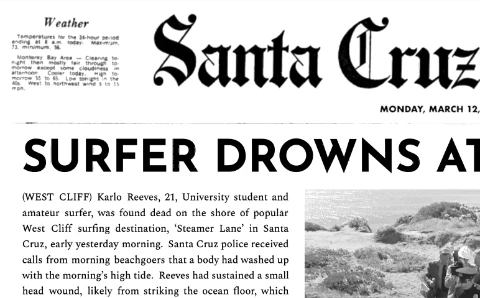 Weather
Temperatures for the 24-hour period
ending at 8 a.m. today: Maximum,
73, minimum, 56.
Monterey Bay Area — Clearing to-
night then mostly fair through to-
morrow except some cloudiness in
afternoon. Cooler today. High to-
morrow 55 to 65. Low tonight in the
40s. West to northwest wind 5 to 15
mph.
Santa Cruz
MONDAY, MARCH 12,
SURFER DROWNS AT
(WEST CLIFF) Karlo Reeves, 21, University student and
amateur surfer, was found dead on the shore of popular
West Cliff surfing destination, ‘Steamer Lane’ in Santa
Cruz, early yesterday morning. Santa Cruz police received
calls from morning beachgoers that a body had washed up
with the morning’s high tide. Reeves had sustained a small
head wound, likely from striking the ocean floor, which